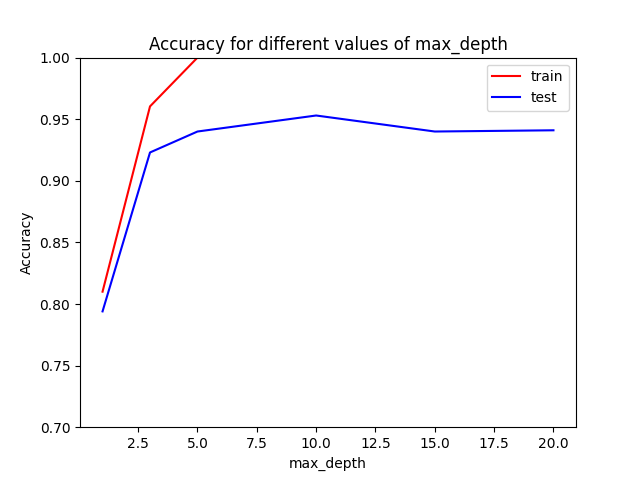 Accuracy for different values of max_depth
1.00
0.95
0.90
0.85
0.80
0.75
0.70
Accuracy
train
test
2.5 5.0 7.5 10.0 12.5 15.0 17.5 20.0
max_depth